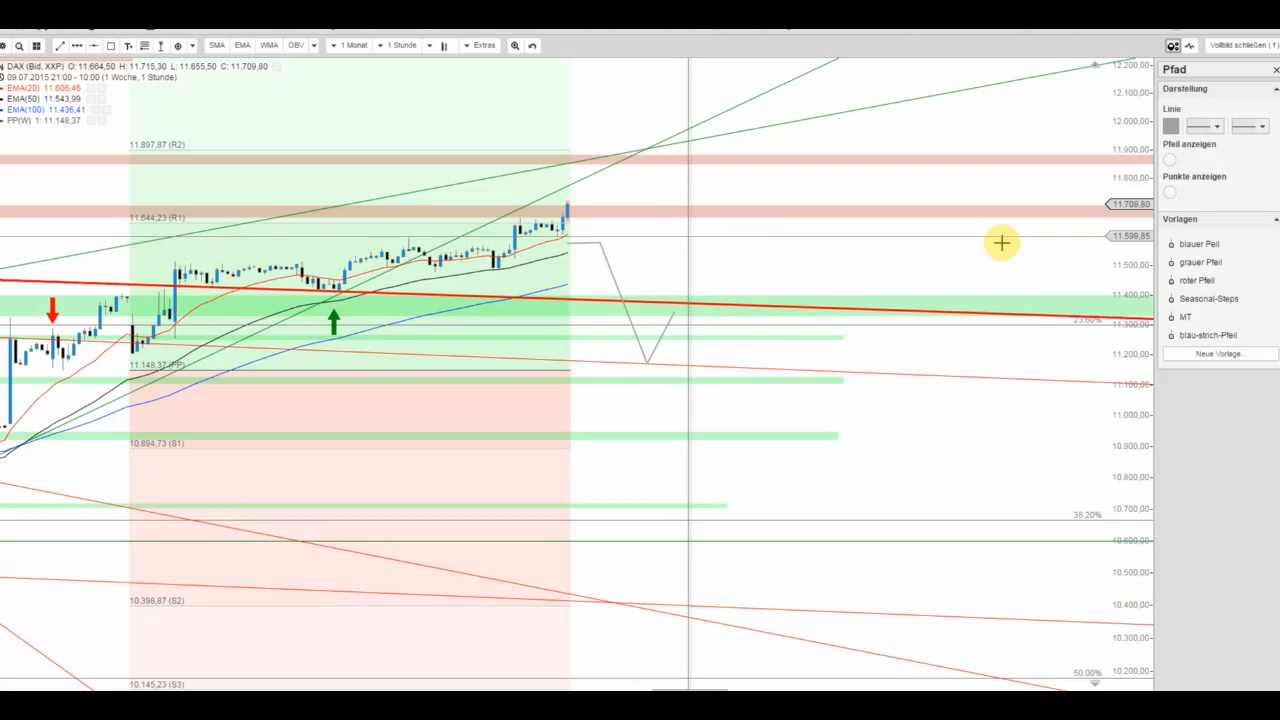 SMA EMA WMA OBV 1 Monat 1 Stunde Extras Vollbild schließen ( f )
DAX (Bid, XXP) O: 11.664,50 H: 11.715,30 L: 11.655,50 C: 11.709,80
09.07.2015 21:00 - 10:00 (1 Woche, 1 Stunde)
EMA(20) 11.606,46
EMA(50) 11.543,99
EMA(100) 11.436,41
PP(W) 1: 11.148,37
11.897,87 (R2)
11.644,23 (R1)
11.148,37 (PP)
10.894,73 (S1)
10.398,87 (S2)
10.145,23 (S3)
23.60%
38.20%
50.00%
12.200,00
12.100,00
12.000,00
11.900,00
11.800,00
11.709,80
11.599,85
11.500,00
11.400,00
11.300,00
11.200,00
11.100,00
11.000,00
10.900,00
10.800,00
10.700,00
10.600,00
10.500,00
10.400,00
10.300,00
10.200,00
Pfad
Darstellung
Linie
Pfeil anzeigen
Punkte anzeigen
Vorlagen
blauer Peil
grauer Pfeil
roter Pfeil
Seasonal-Steps
MT
blau-strich-Pfeil
Neue Vorlage...